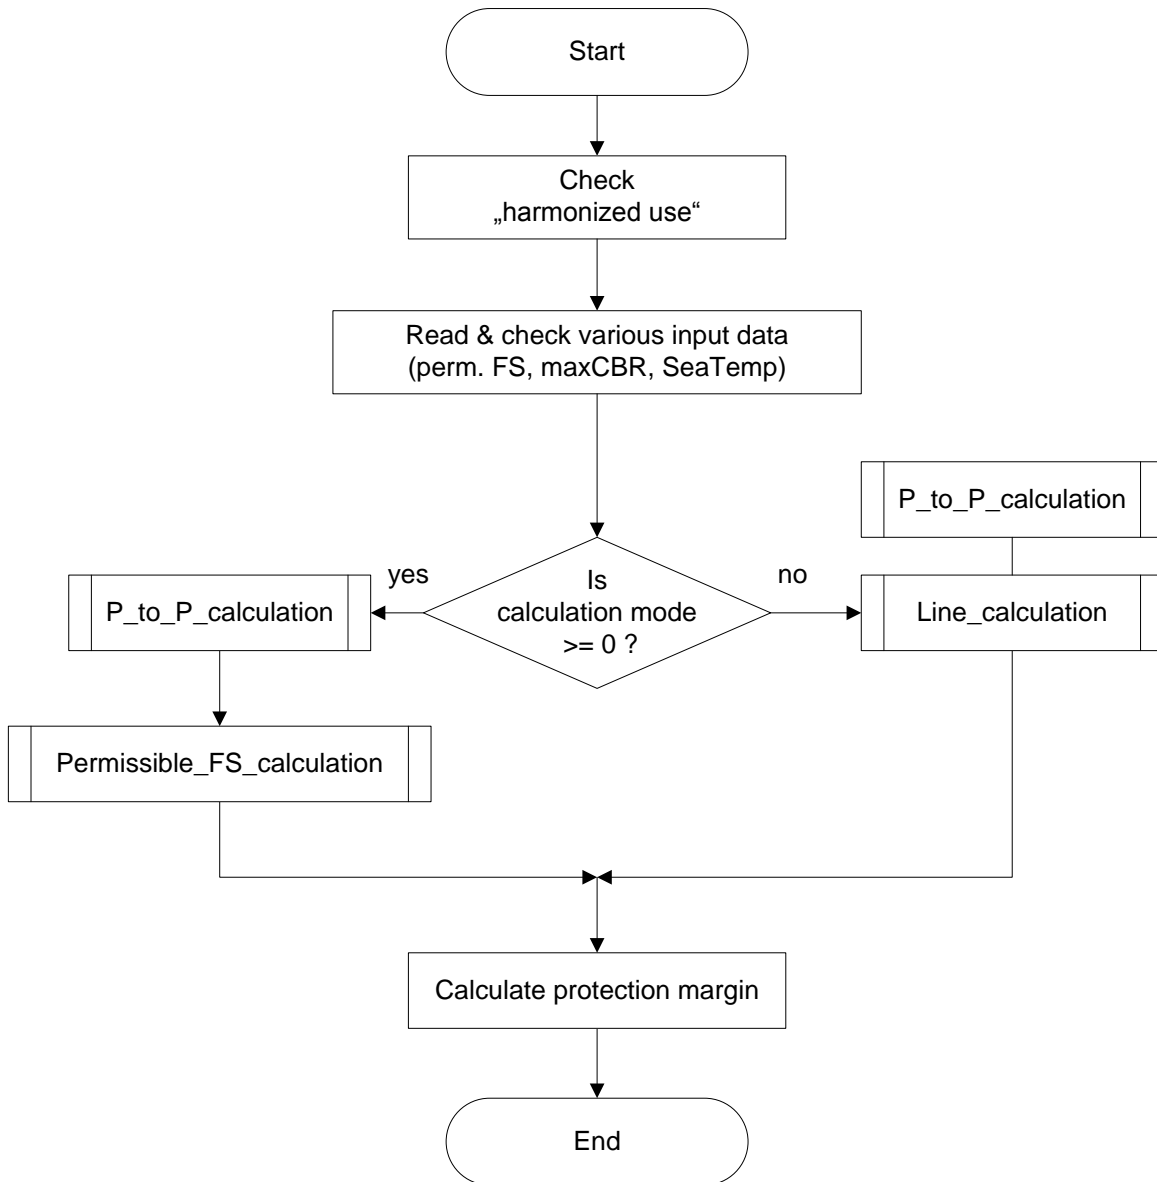 Start
Check
„harmonized use“
Read & check various input data
(perm. FS, maxCBR, SeaTemp)
P_to_P_calculation
yes
Is
calculation mode
>= 0 ?
no
P_to_P_calculation
Line_calculation
Permissible_FS_calculation
Calculate protection margin
End